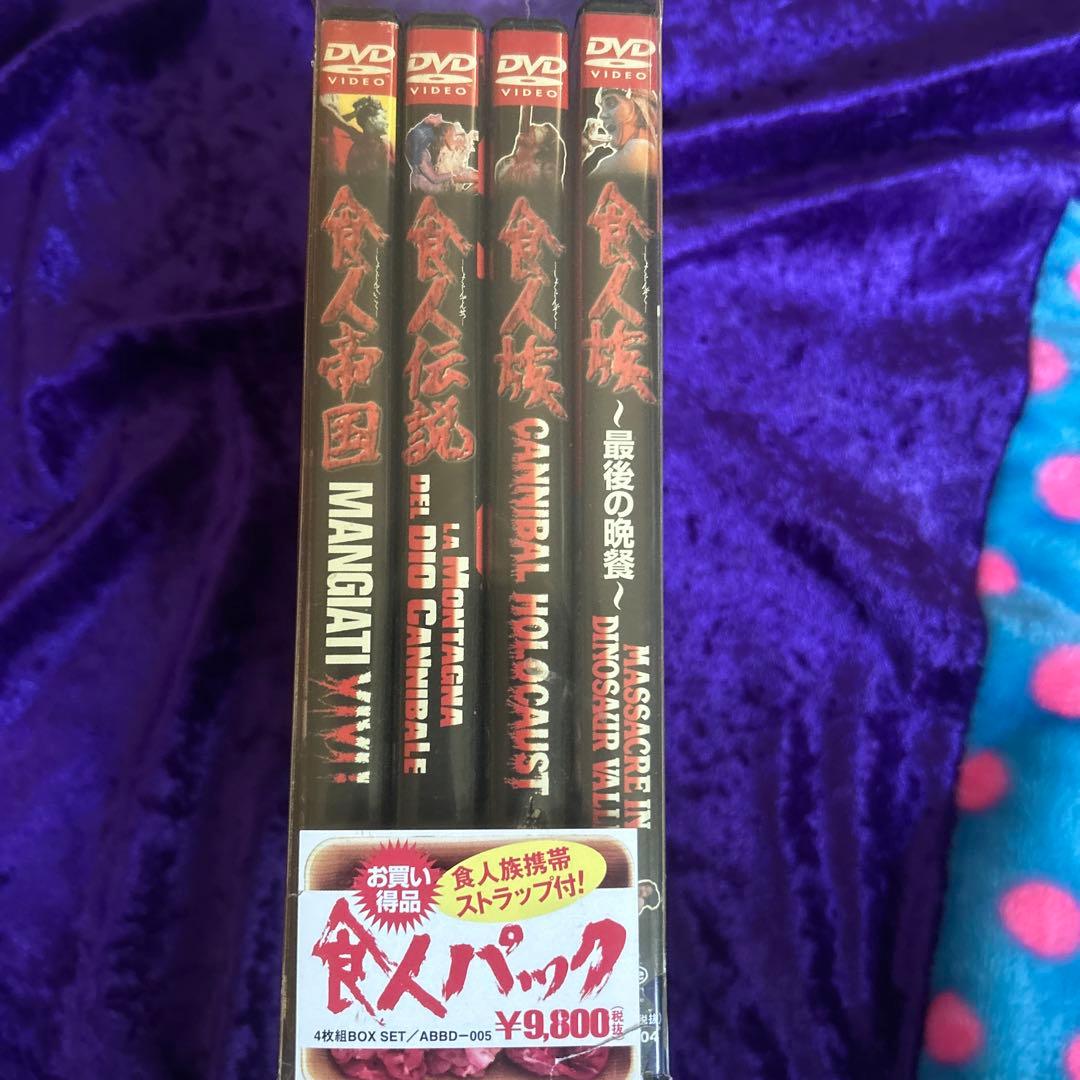 DVD
VIDEO
食人帝国
MANGIATI VIVI!
DVD
VIDEO
食人伝説
LA MONTAGNA
DEL DIO CANNIBALE
DVD
VIDEO
食人族
CANNIBAL HOLOCAUST
DVD
VIDEO
食人族
～最後の晩餐～
MASSACRE IN
DINOSAUR VALL
お買い
得品
食人族携帯
ストラップ付!
食人パック
4枚組BOX SET／ABBD-005
¥9,800(税抜)
税抜)
04